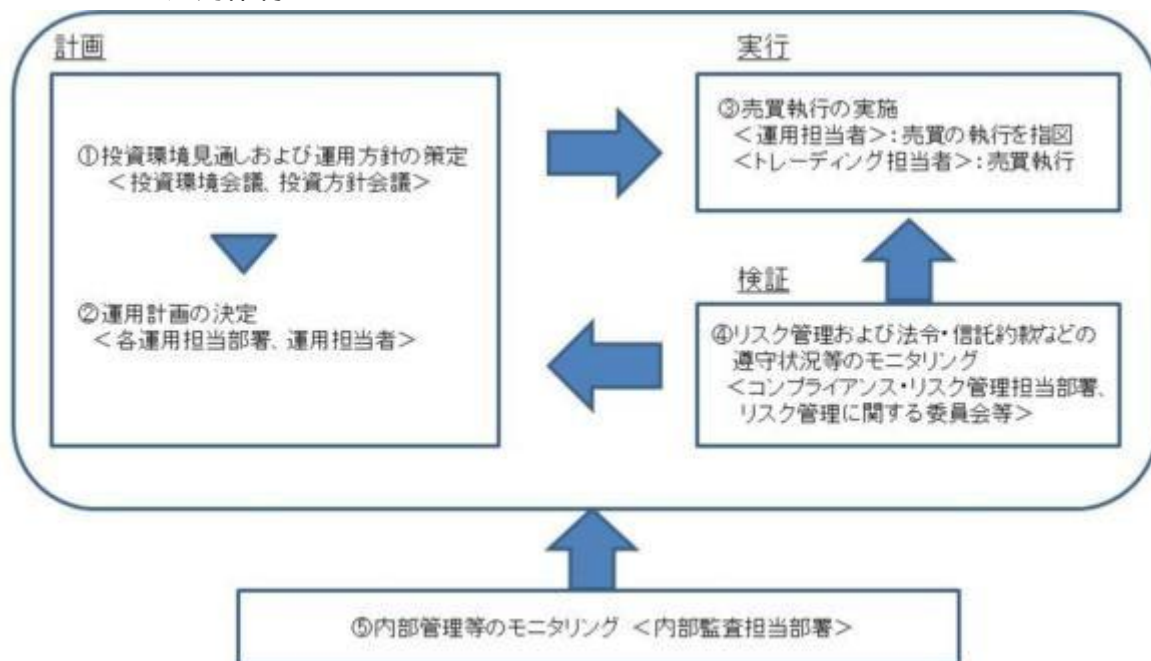 計画
①投資環境見通しおよび運用方針の策定
<投資環境会議、投資方針会議>
②運用計画の決定
<各運用担当部署、運用担当者>
実行
③売買執行の実施
<運用担当者>:売買の執行を指図
<トレーディング担当者>:売買執行
検証
④リスク管理および法令・信託約款などの
遵守状況等のモニタリング
<コンプライアンス・リスク管理担当部署、
リスク管理に関する委員会等>
⑤内部管理等のモニタリング <内部監査担当部署>